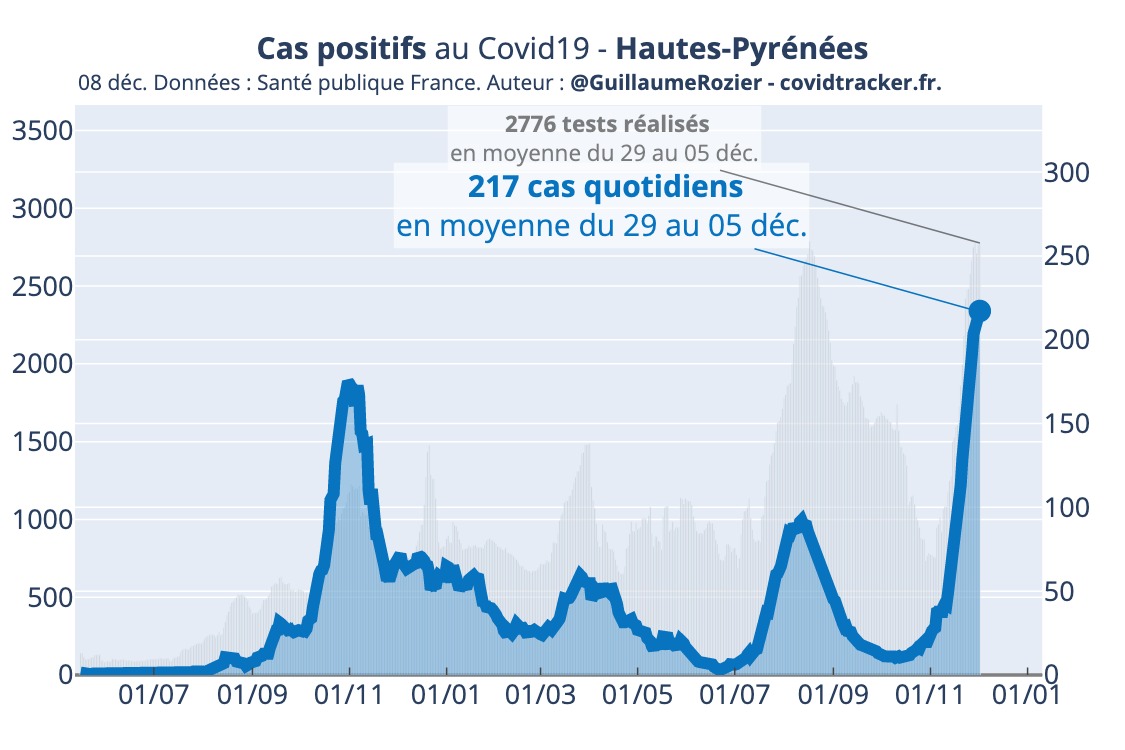 Cas positifs au Covid19 - Hautes-Pyrénées
08 déc. Données : Santé publique France. Auteur : @GuillaumeRozier - covidtracker.fr.
2776 tests réalisés
en moyenne du 29 au 05 déc.
217 cas quotidiens
en moyenne du 29 au 05 déc.
3500
3000
2500
2000
1500
1000
500
0
300
250
200
150
100
50
0
01/07 01/09 01/11 01/01 01/03 01/05 01/07 01/09 01/11 01/01